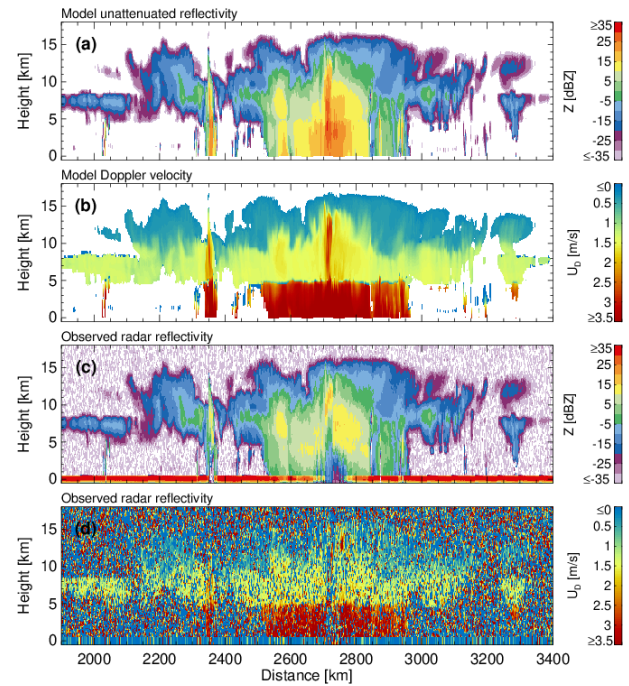 Model unattenuated reflectivity
(a)
Height [km]
15
10
5
0
≥35
25
15
5
-5
-15
-25
≤-35
Z [dBZ]
Model Doppler velocity
(b)
Height [km]
15
10
5
0
≤0
0.5
1
1.5
2
2.5
3
≥3.5
U_D [m/s]
Observed radar reflectivity
(c)
Height [km]
15
10
5
0
≥35
25
15
5
-5
-15
-25
≤-35
Z [dBZ]
Observed radar reflectivity
(d)
Height [km]
15
10
5
0
≤0
0.5
1
1.5
2
2.5
3
≥3.5
U_D [m/s]
2000 2200 2400 2600 2800 3000 3200 3400
Distance [km]